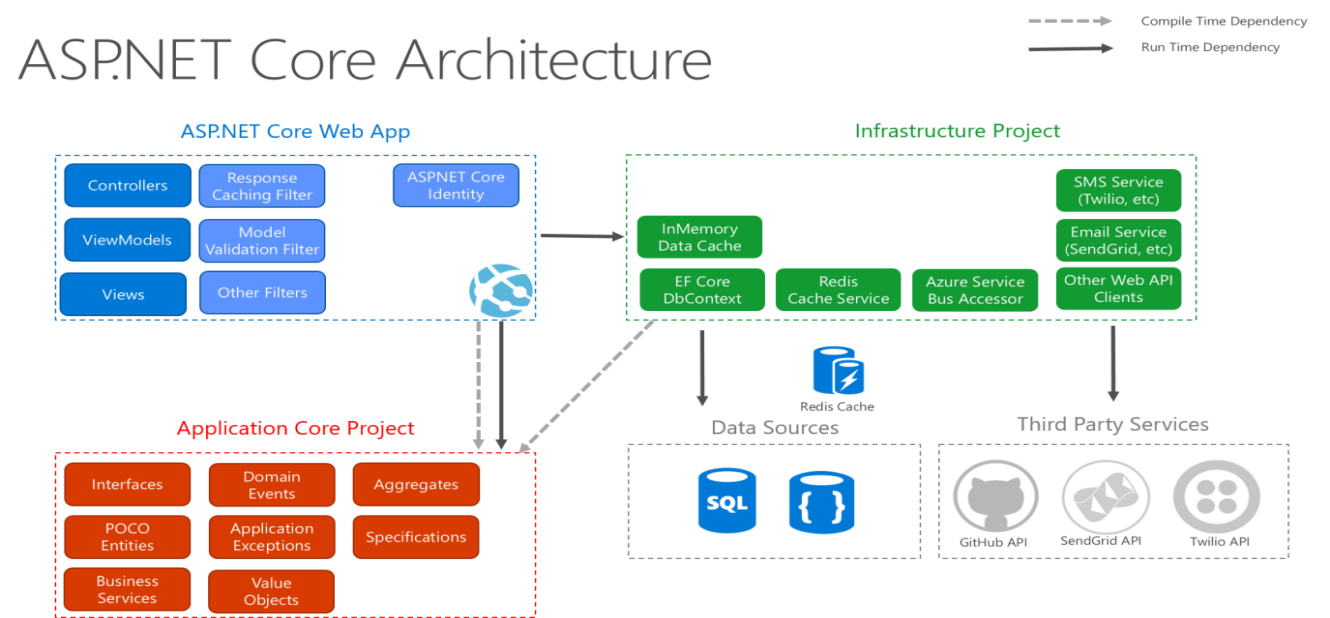 Compile Time Dependency
Run Time Dependency
ASP.NET Core Architecture
ASP.NET Core Web App
Controllers
Response
Caching Filter
ASP.NET Core
Identity
ViewModels
Model
Validation Filter
Views
Other Filters
Infrastructure Project
SMS Service
(Twilio, etc)
InMemory
Data Cache
Email Service
(SendGrid, etc)
EF Core
DbContext
Redis
Cache Service
Azure Service
Bus Accessor
Other Web API
Clients
Redis Cache
Application Core Project
Interfaces
Domain
Events
Aggregates
POCO
Entities
Application
Exceptions
Specifications
Business
Services
Value
Objects
Data Sources
SQL
{ }
Third Party Services
GitHub API
SendGrid API
Twilio API